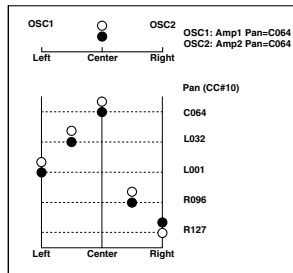 OSC1
OSC2
OSC1: Amp1 Pan=C064
OSC2: Amp2 Pan=C064
Left Center Right
Pan (CC#10)
C064
L032
L001
R096
R127
Left Center Right